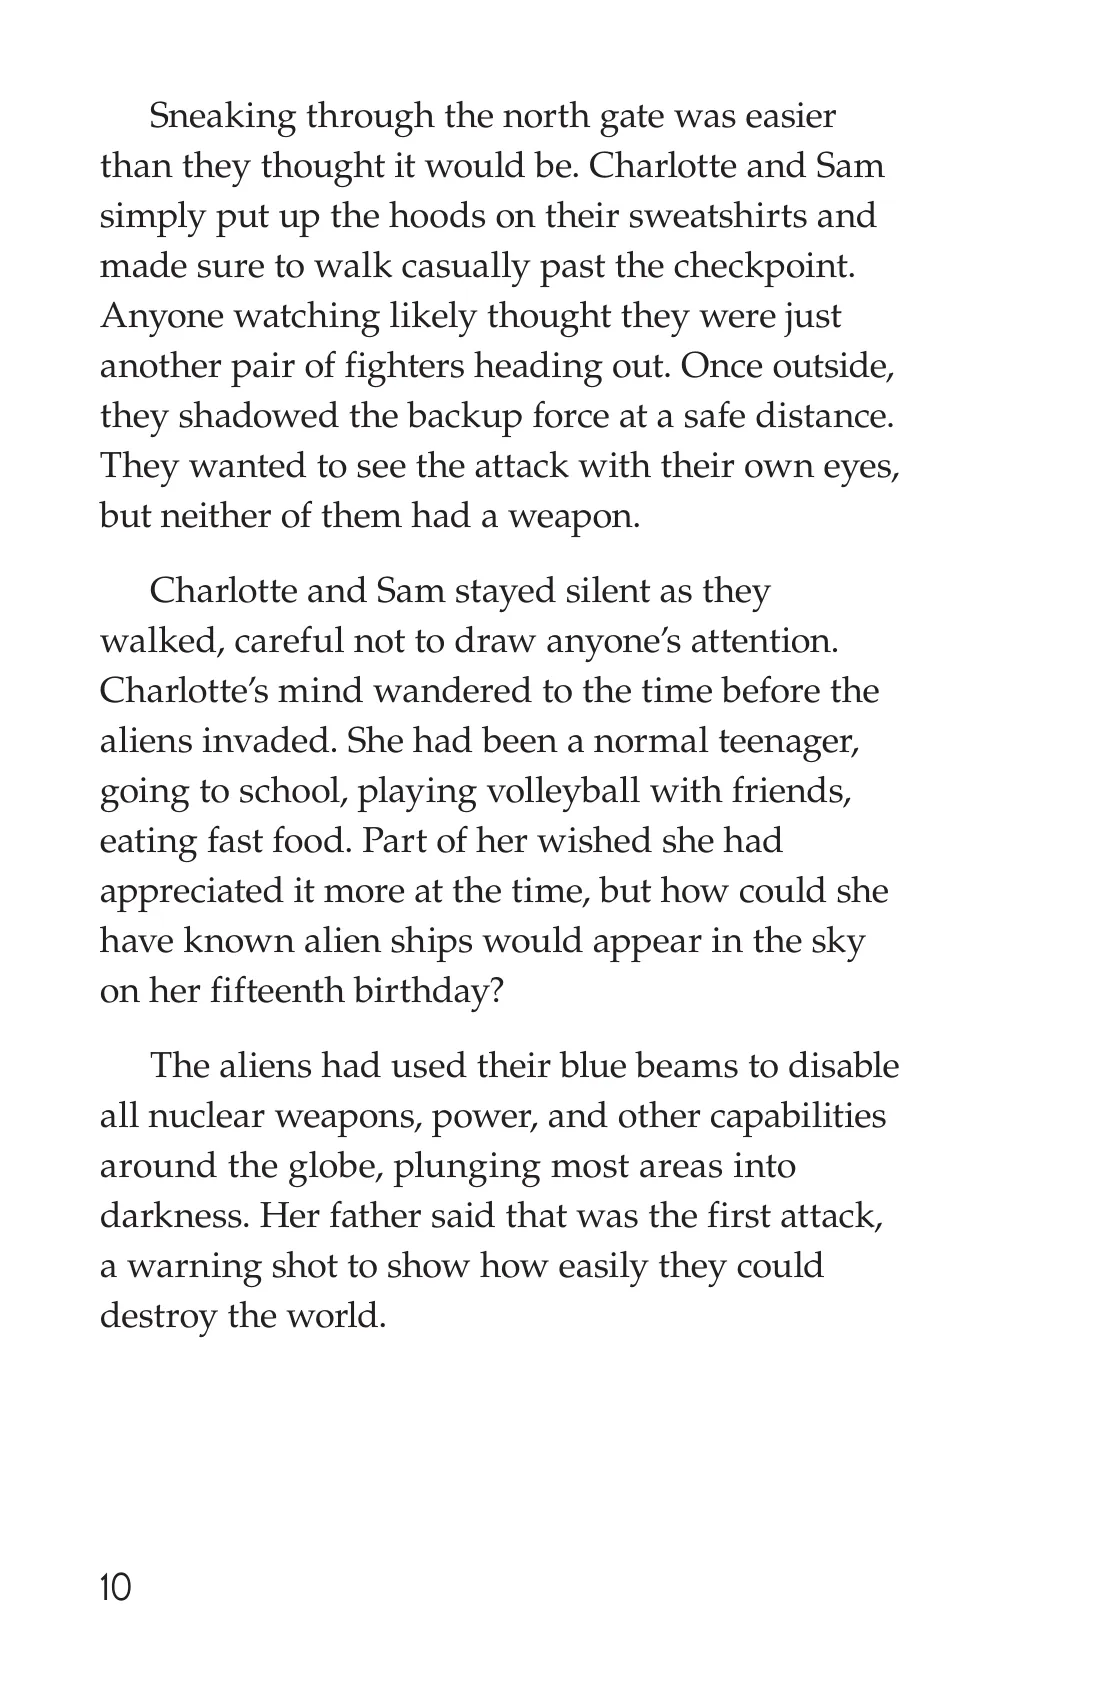 Sneaking through the north gate was easier
than they thought it would be. Charlotte and Sam
simply put up the hoods on their sweatshirts and
made sure to walk casually past the checkpoint.
Anyone watching likely thought they were just
another pair of fighters heading out. Once outside,
they shadowed the backup force at a safe distance.
They wanted to see the attack with their own eyes,
but neither of them had a weapon.
Charlotte and Sam stayed silent as they
walked, careful not to draw anyone’s attention.
Charlotte’s mind wandered to the time before the
aliens invaded. She had been a normal teenager,
going to school, playing volleyball with friends,
eating fast food. Part of her wished she had
appreciated it more at the time, but how could she
have known alien ships would appear in the sky
on her fifteenth birthday?
The aliens had used their blue beams to disable
all nuclear weapons, power, and other capabilities
around the globe, plunging most areas into
darkness. Her father said that was the first attack,
a warning shot to show how easily they could
destroy the world.
10